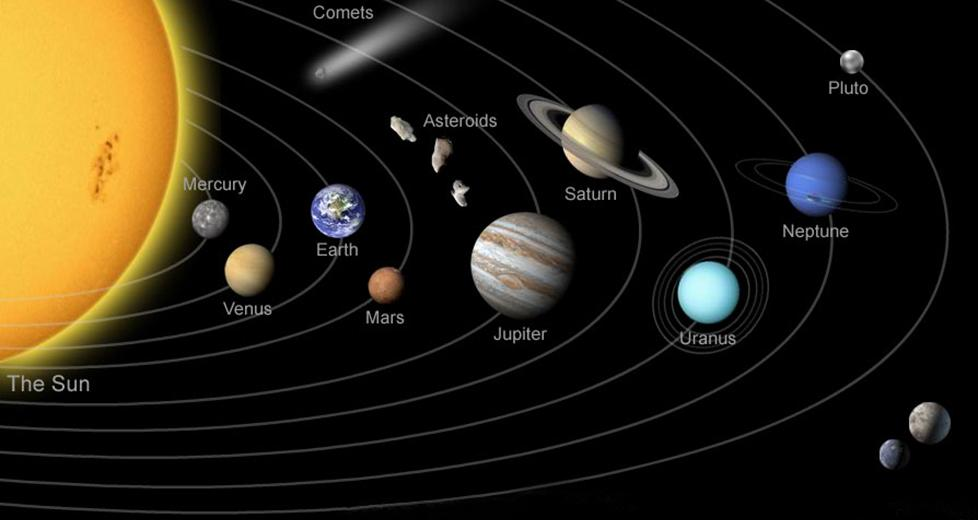 Comets
Pluto
Asteroids
Mercury
Saturn
Neptune
Earth
Venus
Mars
Jupiter
Uranus
The Sun